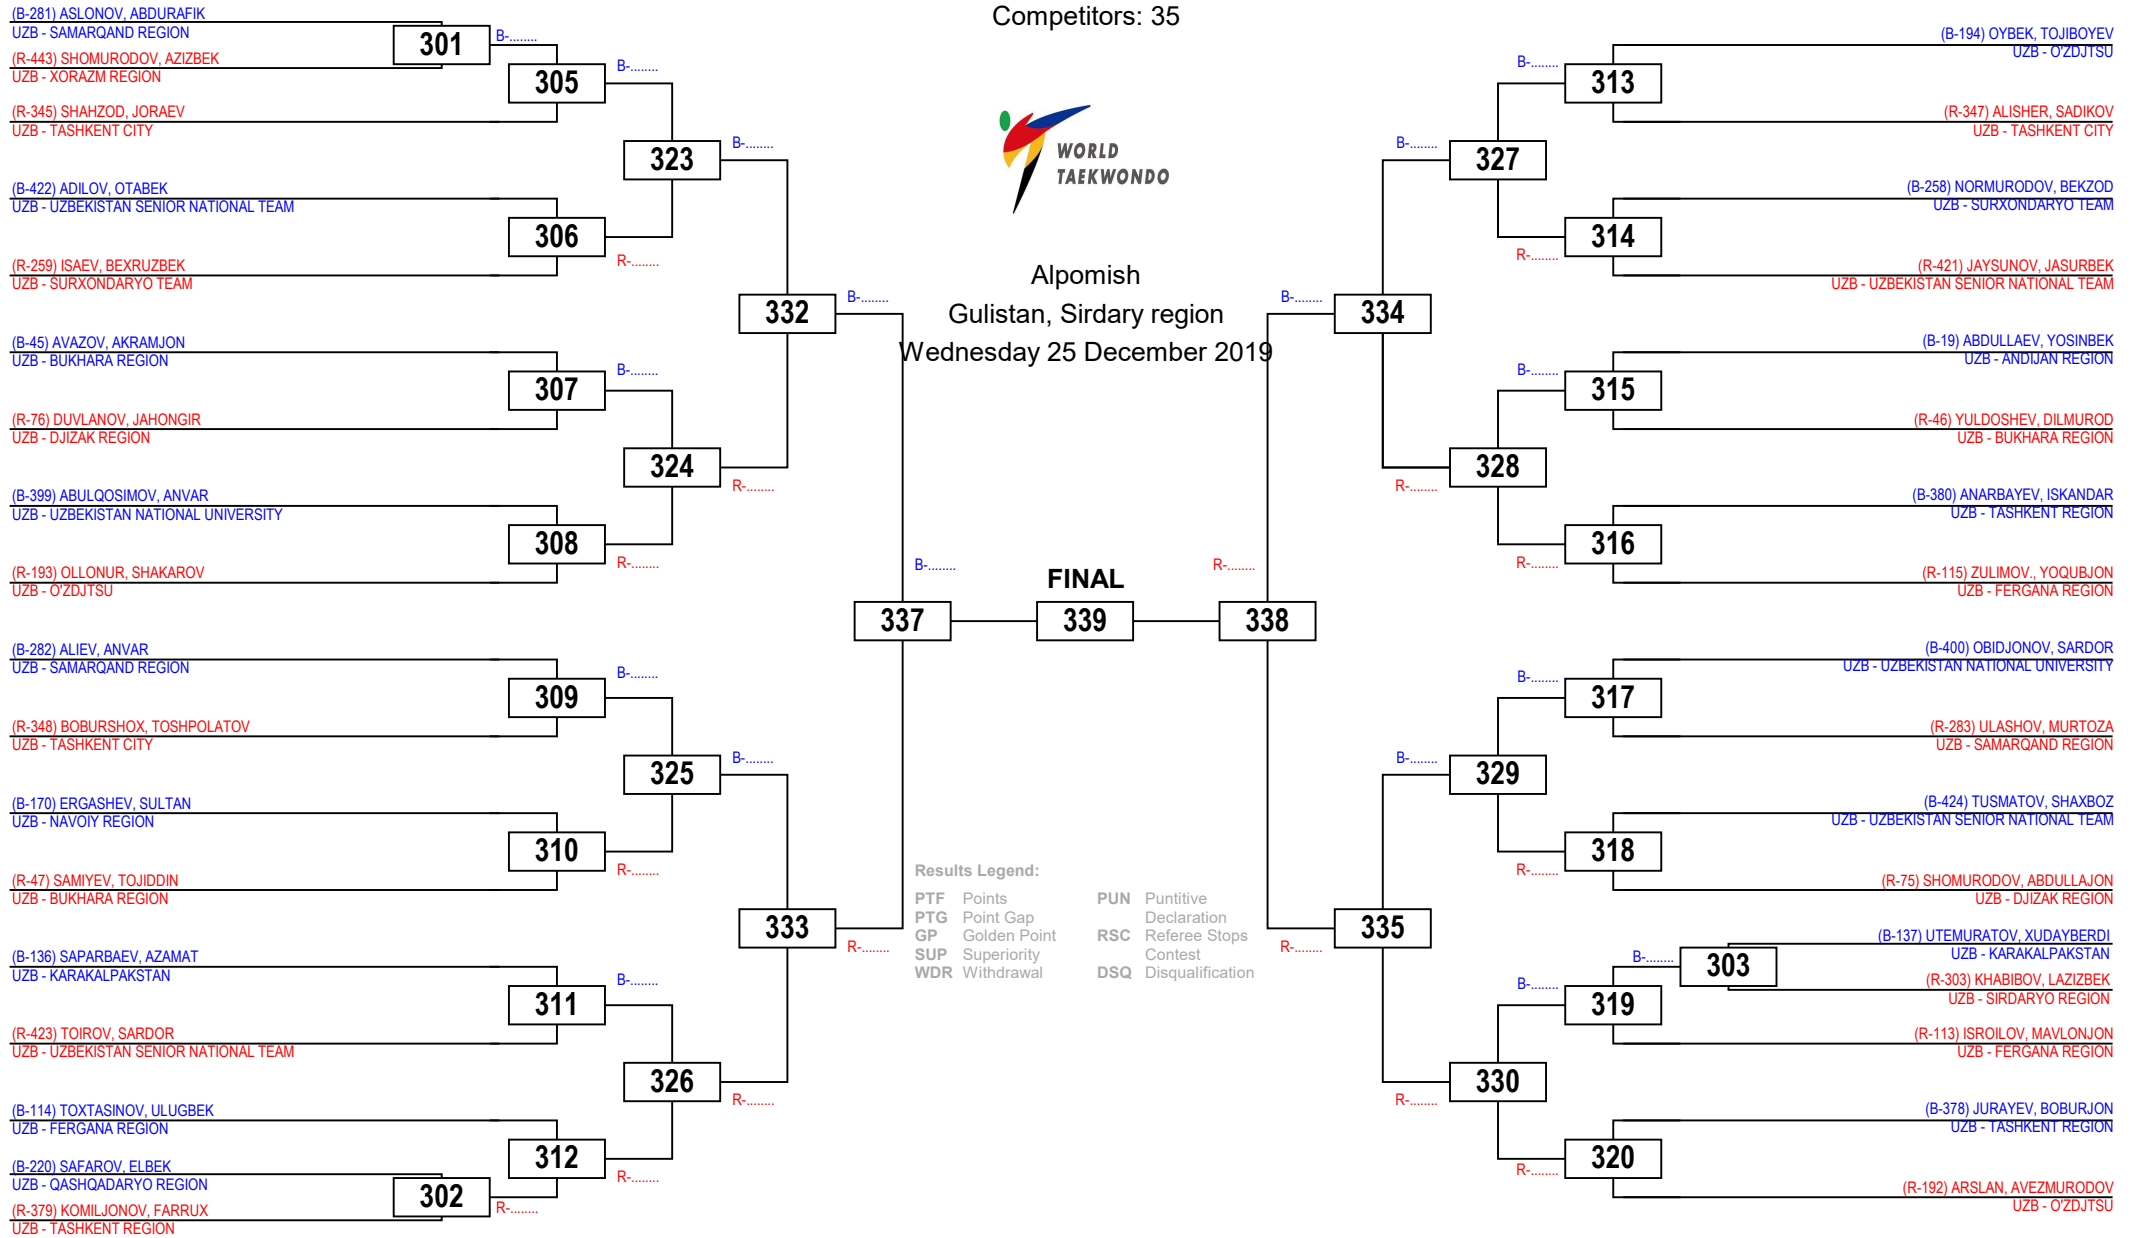 Competitors: 35
(B-281) ASLONOV, ABDURAFIK
UZB - SAMARQAND REGION
301
B-........
(R-443) SHOMURODOV, AZIZBEK
UZB - XORAZM REGION
305
B-........
(R-345) SHAHZOD, JORAEV
UZB - TASHKENT CITY
323
B-........
(B-422) ADILOV, OTABEK
UZB - UZBEKISTAN SENIOR NATIONAL TEAM
306
R-........
(R-259) ISAEV, BEXRUZBEK
UZB - SURXONDARYO TEAM
332
B-........
(B-45) AVAZOV, AKRAMJON
UZB - BUKHARA REGION
307
B-........
(R-76) DUVLANOV, JAHONGIR
UZB - DJIZAK REGION
324
R-........
(B-399) ABULQOSIMOV, ANVAR
UZB - UZBEKISTAN NATIONAL UNIVERSITY
308
R-........
(R-193) OLLONUR, SHAKAROV
UZB - O'ZDJTSU
B-........
337
(B-282) ALIEV, ANVAR
UZB - SAMARQAND REGION
309
B-........
(R-348) BOBURSHOX, TOSHPOLATOV
UZB - TASHKENT CITY
325
B-........
(B-170) ERGASHEV, SULTAN
UZB - NAVOIY REGION
310
R-........
(R-47) SAMIYEV, TOJIDDIN
UZB - BUKHARA REGION
333
R-........
(B-136) SAPARBAEV, AZAMAT
UZB - KARAKALPAKSTAN
311
B-........
(R-423) TOIROV, SARDOR
UZB - UZBEKISTAN SENIOR NATIONAL TEAM
326
R-........
(B-114) TOXTASINOV, ULUGBEK
UZB - FERGANA REGION
312
R-........
(B-220) SAFAROV, ELBEK
UZB - QASHQADARYO REGION
302
R-........
(R-379) KOMILJONOV, FARRUX
UZB - TASHKENT REGION
WORLD
TAEKWONDO
Alpomish
Gulistan, Sirdary region
Wednesday 25 December 2019
FINAL
339
Results Legend:
PTF Points
PTG Point Gap
GP Golden Point
SUP Superiority
WDR Withdrawal
PUN Puntitive
Declaration
RSC Referee Stops
Contest
DSQ Disqualification
(B-194) OYBEK, TOJIBOYEV
UZB - O'ZDJTSU
B-........
313
(R-347) ALISHER, SADIKOV
UZB - TASHKENT CITY
B-........
327
(B-258) NORMURODOV, BEKZOD
UZB - SURXONDARYO TEAM
R-........
314
(R-421) JAYSUNOV, JASURBEK
UZB - UZBEKISTAN SENIOR NATIONAL TEAM
B-........
334
(B-19) ABDULLAEV, YOSINBEK
UZB - ANDIJAN REGION
B-........
315
(R-46) YULDOSHEV, DILMUROD
UZB - BUKHARA REGION
R-........
328
(B-380) ANARBAYEV, ISKANDAR
UZB - TASHKENT REGION
R-........
316
(R-115) ZULIMOV., YOQUBJON
UZB - FERGANA REGION
R-........
338
(B-400) OBIDJONOV, SARDOR
UZB - UZBEKISTAN NATIONAL UNIVERSITY
B-........
317
(R-283) ULASHOV, MURTOZA
UZB - SAMARQAND REGION
B-........
329
(B-424) TUSMATOV, SHAXBOZ
UZB - UZBEKISTAN SENIOR NATIONAL TEAM
R-........
318
(R-75) SHOMURODOV, ABDULLAJON
UZB - DJIZAK REGION
R-........
335
(B-137) UTEMURATOV, XUDAYBERDI
UZB - KARAKALPAKSTAN
B-........
303
(R-303) KHABIBOV, LAZIZBEK
UZB - SIRDARYO REGION
B-........
319
(R-113) ISROILOV, MAVLONJON
UZB - FERGANA REGION
R-........
330
(B-378) JURAYEV, BOBURJON
UZB - TASHKENT REGION
R-........
320
(R-192) ARSLAN, AVEZMURODOV
UZB - O'ZDJTSU